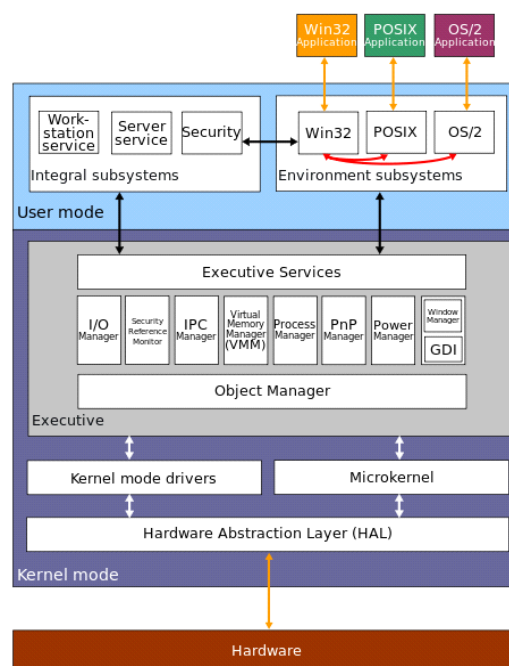 Win32
Application
POSIX
Application
OS/2
Application
Work-
station
service
Server
service
Security
Integral subsystems
Win32
POSIX
OS/2
Environment subsystems
User mode
Executive Services
I/O
Manager
Security
Reference
Monitor
IPC
Manager
Virtual
Memory
Manager
(VMM)
Process
Manager
PnP
Manager
Power
Manager
Window
Manager
GDI
Object Manager
Executive
Kernel mode drivers
Microkernel
Hardware Abstraction Layer (HAL)
Kernel mode
Hardware